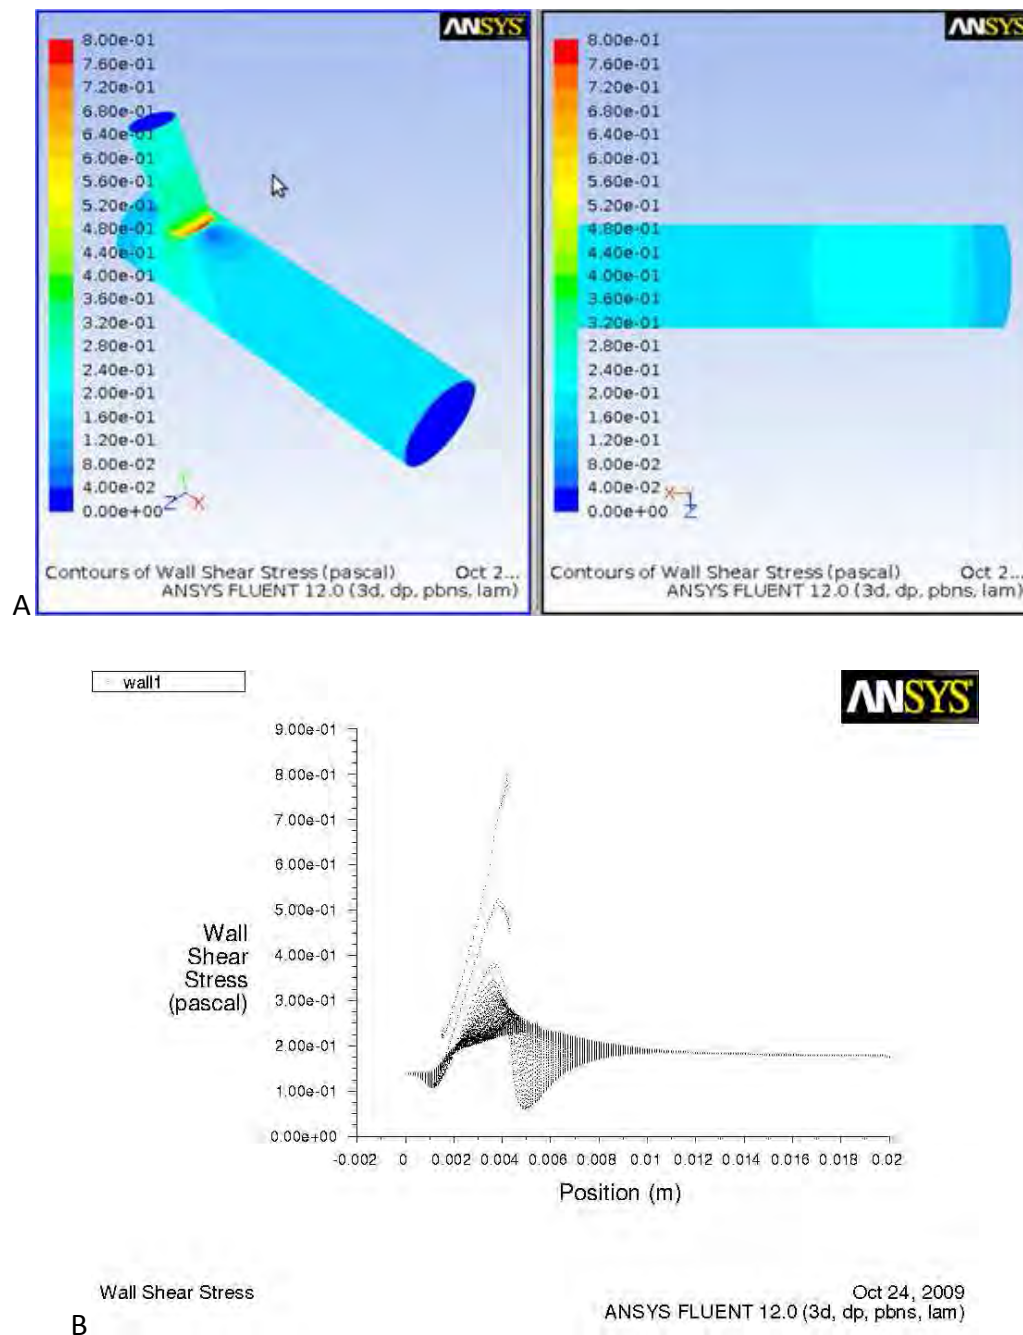 ANSYS
8.00e-01
7.60e-01
7.20e-01
6.80e-01
6.40e-01
6.00e-01
5.60e-01
5.20e-01
4.80e-01
4.40e-01
4.00e-01
3.60e-01
3.20e-01
2.80e-01
2.40e-01
2.00e-01
1.60e-01
1.20e-01
8.00e-02
4.00e-02
0.00e+00
Z
X
Contours of Wall Shear Stress (pascal) Oct 2...
ANSYS FLUENT 12.0 (3d, dp, pbns, lam)
ANSYS
8.00e-01
7.60e-01
7.20e-01
6.80e-01
6.40e-01
6.00e-01
5.60e-01
5.20e-01
4.80e-01
4.40e-01
4.00e-01
3.60e-01
3.20e-01
2.80e-01
2.40e-01
2.00e-01
1.60e-01
1.20e-01
8.00e-02
4.00e-02
0.00e+00
X
Z
Contours of Wall Shear Stress (pascal) Oct 2...
ANSYS FLUENT 12.0 (3d, dp, pbns, lam)
A
wall1
ANSYS
9.00e-01
8.00e-01
7.00e-01
6.00e-01
5.00e-01
4.00e-01
3.00e-01
2.00e-01
1.00e-01
0.00e+00
Wall
Shear
Stress
(pascal)
-0.002 0 0.002 0.004 0.006 0.008 0.01 0.012 0.014 0.016 0.018 0.02
Position (m)
Wall Shear Stress
Oct 24, 2009
ANSYS FLUENT 12.0 (3d, dp, pbns, lam)
B